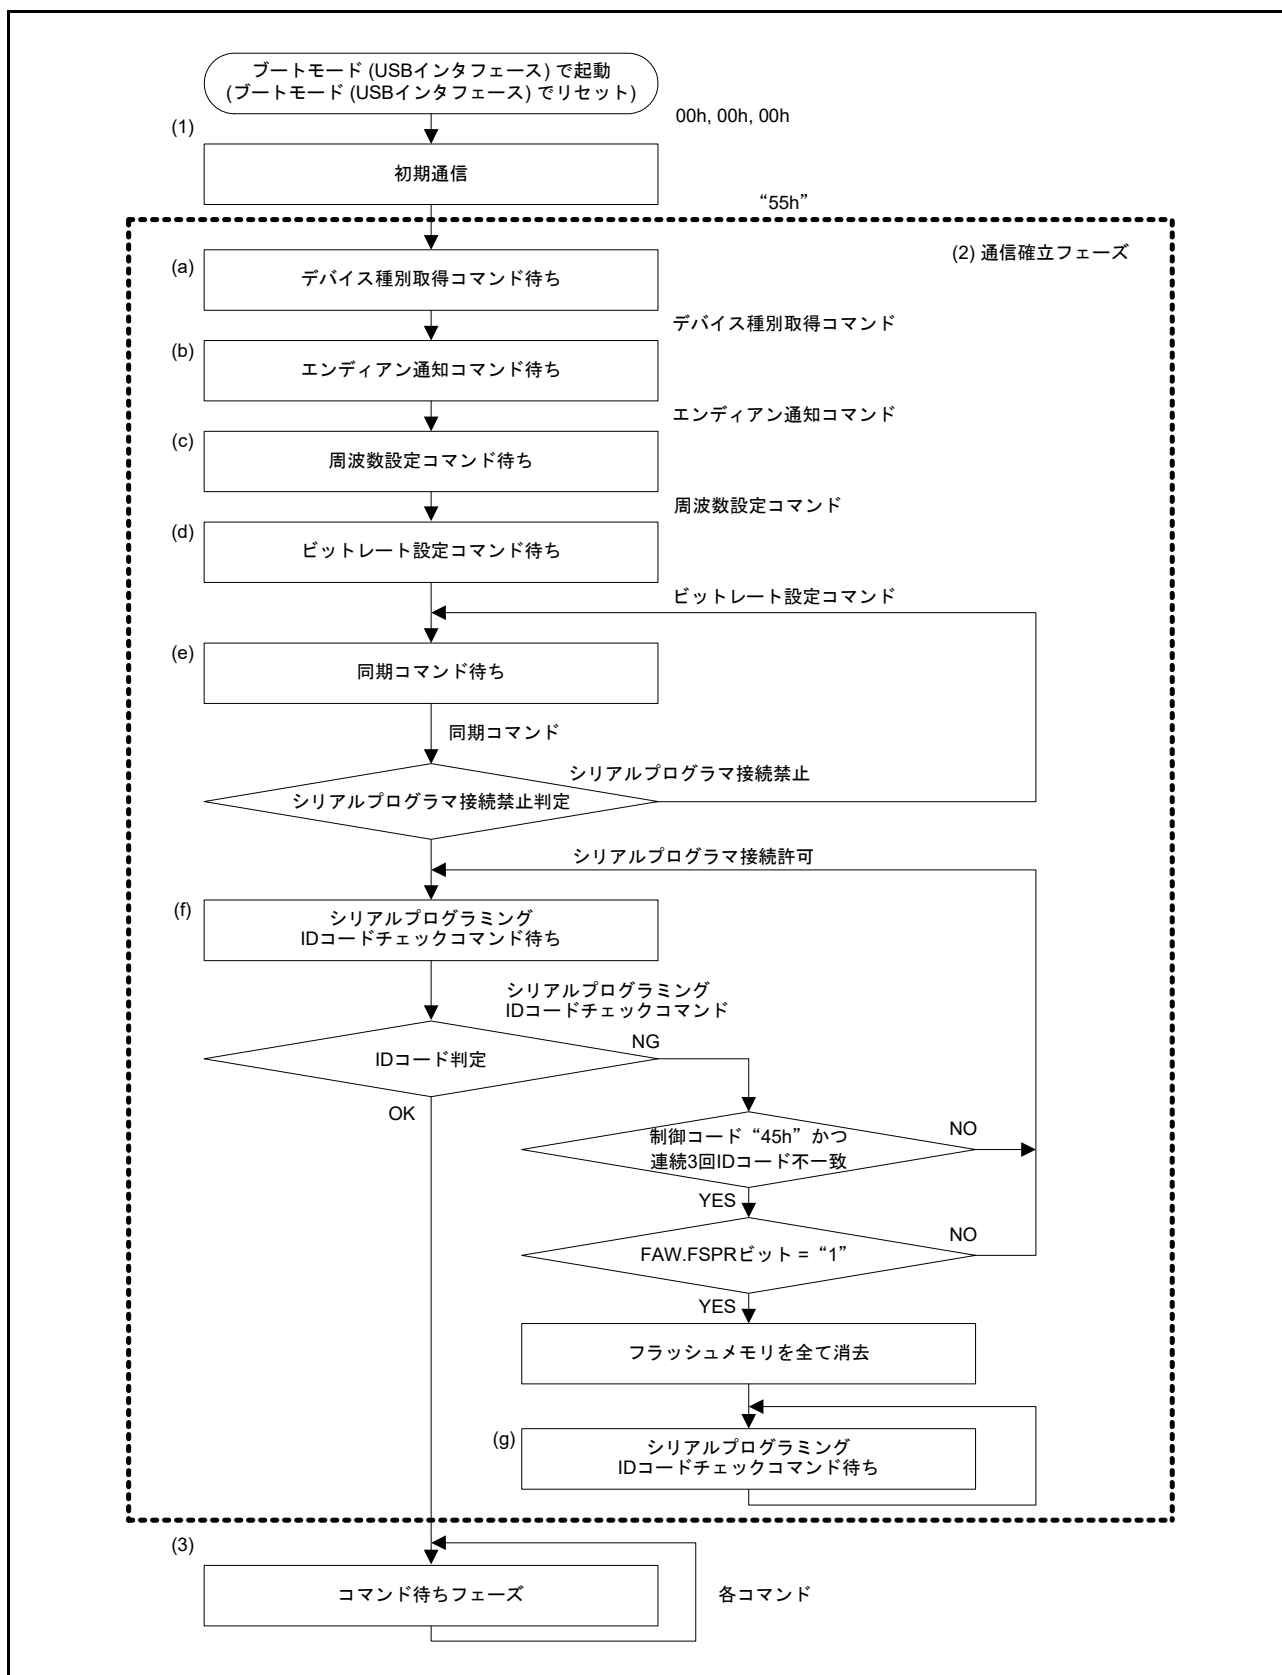 ブートモード (USBインタフェース) で起動
(ブートモード (USBインタフェース) でリセット)
00h, 00h, 00h
(1)
初期通信
“55h”
(2) 通信確立フェーズ
(a)
デバイス種別取得コマンド待ち
デバイス種別取得コマンド
(b)
エンディアン通知コマンド待ち
エンディアン通知コマンド
(c)
周波数設定コマンド待ち
周波数設定コマンド
(d)
ビットレート設定コマンド待ち
ビットレート設定コマンド
(e)
同期コマンド待ち
同期コマンド
シリアルプログラマ接続禁止
シリアルプログラマ接続禁止判定
シリアルプログラマ接続許可
(f)
シリアルプログラミング
IDコードチェックコマンド待ち
シリアルプログラミング
IDコードチェックコマンド
NG
IDコード判定
OK
制御コード“45h”かつ
連続3回IDコード不一致
NO
YES
NO
FAW.FSPRビット = “1”
YES
フラッシュメモリを全て消去
(g)
シリアルプログラミング
IDコードチェックコマンド待ち
(3)
コマンド待ちフェーズ
各コマンド